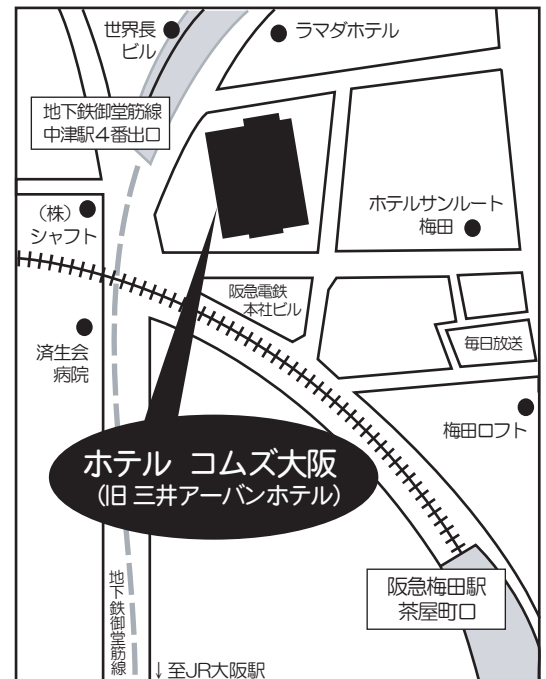 世界長
ビル
ラマダホテル
地下鉄御堂筋線
中津駅4番出口
(株)
シャフト
ホテルサンルート
梅田
阪急電鉄
本社ビル
済生会
病院
毎日放送
梅田ロフト
ホテル コムズ大阪
(旧 三井アーバンホテル)
阪急梅田駅
茶屋町口
地下鉄御堂筋線
↓至JR大阪駅